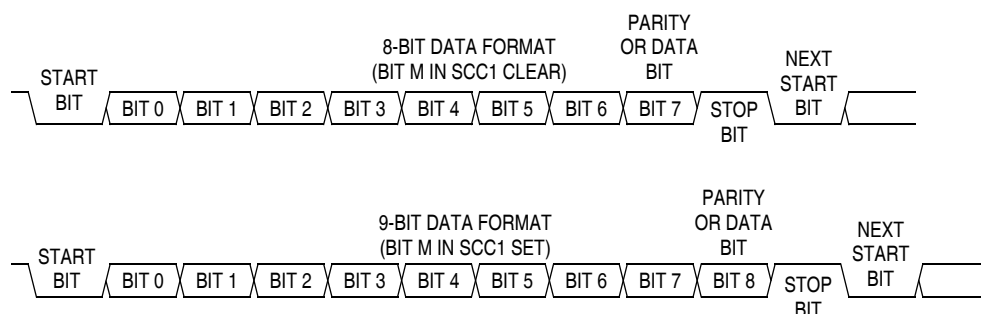 8-BIT DATA FORMAT
(BIT M IN SCC1 CLEAR)
PARITY
OR DATA
BIT
START
BIT
BIT 0 BIT 1 BIT 2 BIT 3 BIT 4 BIT 5 BIT 6 BIT 7
STOP
BIT
NEXT
START
BIT
9-BIT DATA FORMAT
(BIT M IN SCC1 SET)
PARITY
OR DATA
BIT
START
BIT
BIT 0 BIT 1 BIT 2 BIT 3 BIT 4 BIT 5 BIT 6 BIT 7 BIT 8
STOP
BIT
NEXT
START
BIT